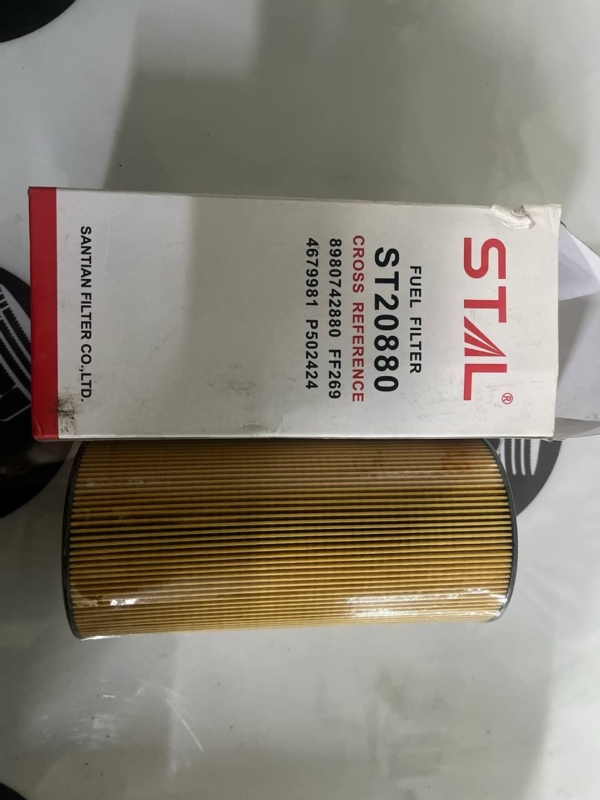 STAL®
FUEL FILTER
ST20880
CROSS REFERENCE
8980742880 FF269
4679981 P502424
SANTIAN FILTER CO.,LTD.